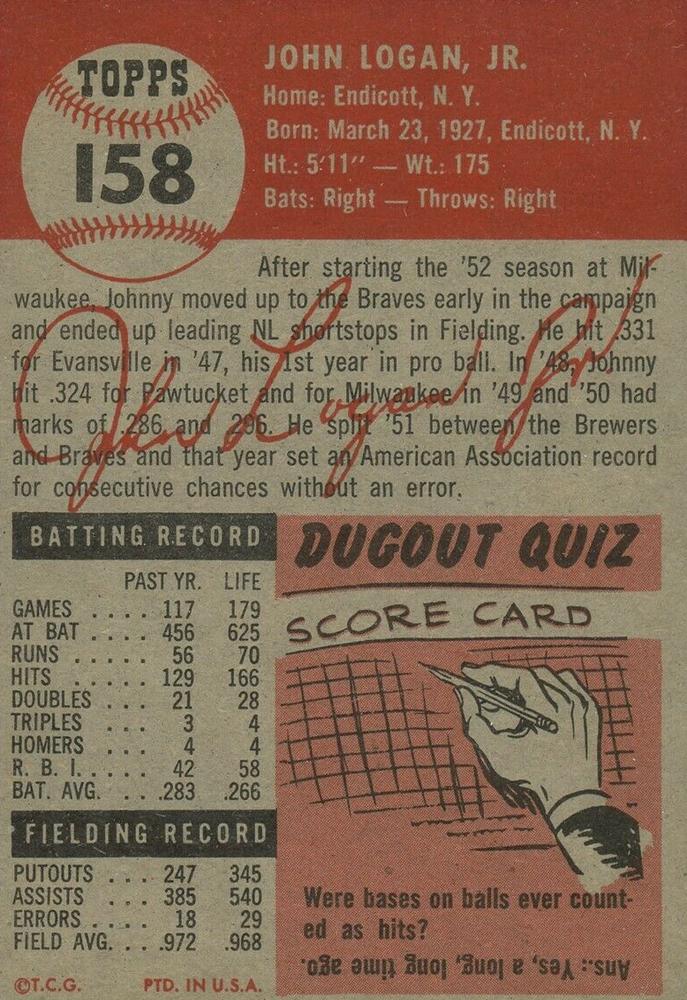 TOPPS
158
JOHN LOGAN, JR.
Home: Endicott, N. Y.
Born: March 23, 1927, Endicott, N. Y.
Ht.: 5'11" — Wt.: 175
Bats: Right — Throws: Right
After starting the '52 season at Mil-
waukee, Johnny moved up to the Braves early in the campaign
and ended up leading NL shortstops in Fielding. He hit .331
for Evansville in '47, his 1st year in pro ball. In '48, Johnny
hit .324 for Pawtucket and for Milwaukee in '49 and '50 had
marks of .286 and .296. He split '51 between the Brewers
and Braves and that year set an American Association record
for consecutive chances without an error.
John Logan Jr
BATTING RECORD
PAST YR. LIFE
GAMES .... 117 179
AT BAT .... 456 625
RUNS ..... 56 70
HITS ..... 129 166
DOUBLES ... 21 28
TRIPLES ... 3 4
HOMERS ... 4 4
R. B. I. .... 42 58
BAT. AVG. ... .283 .266
FIELDING RECORD
PUTOUTS ... 247 345
ASSISTS ... 385 540
ERRORS .... 18 29
FIELD AVG. .. .972 .968
©T.C.G. PTD. IN U.S.A.
DUGOUT QUIZ
SCORE CARD
Were bases on balls ever count-
ed as hits?
Ans.: Yes, a long, long time ago.